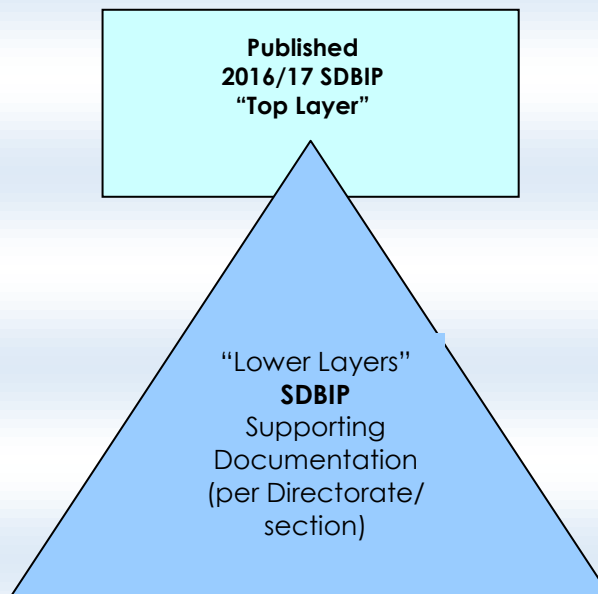 Published
2016/17 SDBIP
“Top Layer”
“Lower Layers”
SDBIP
Supporting
Documentation
(per Directorate/
section)